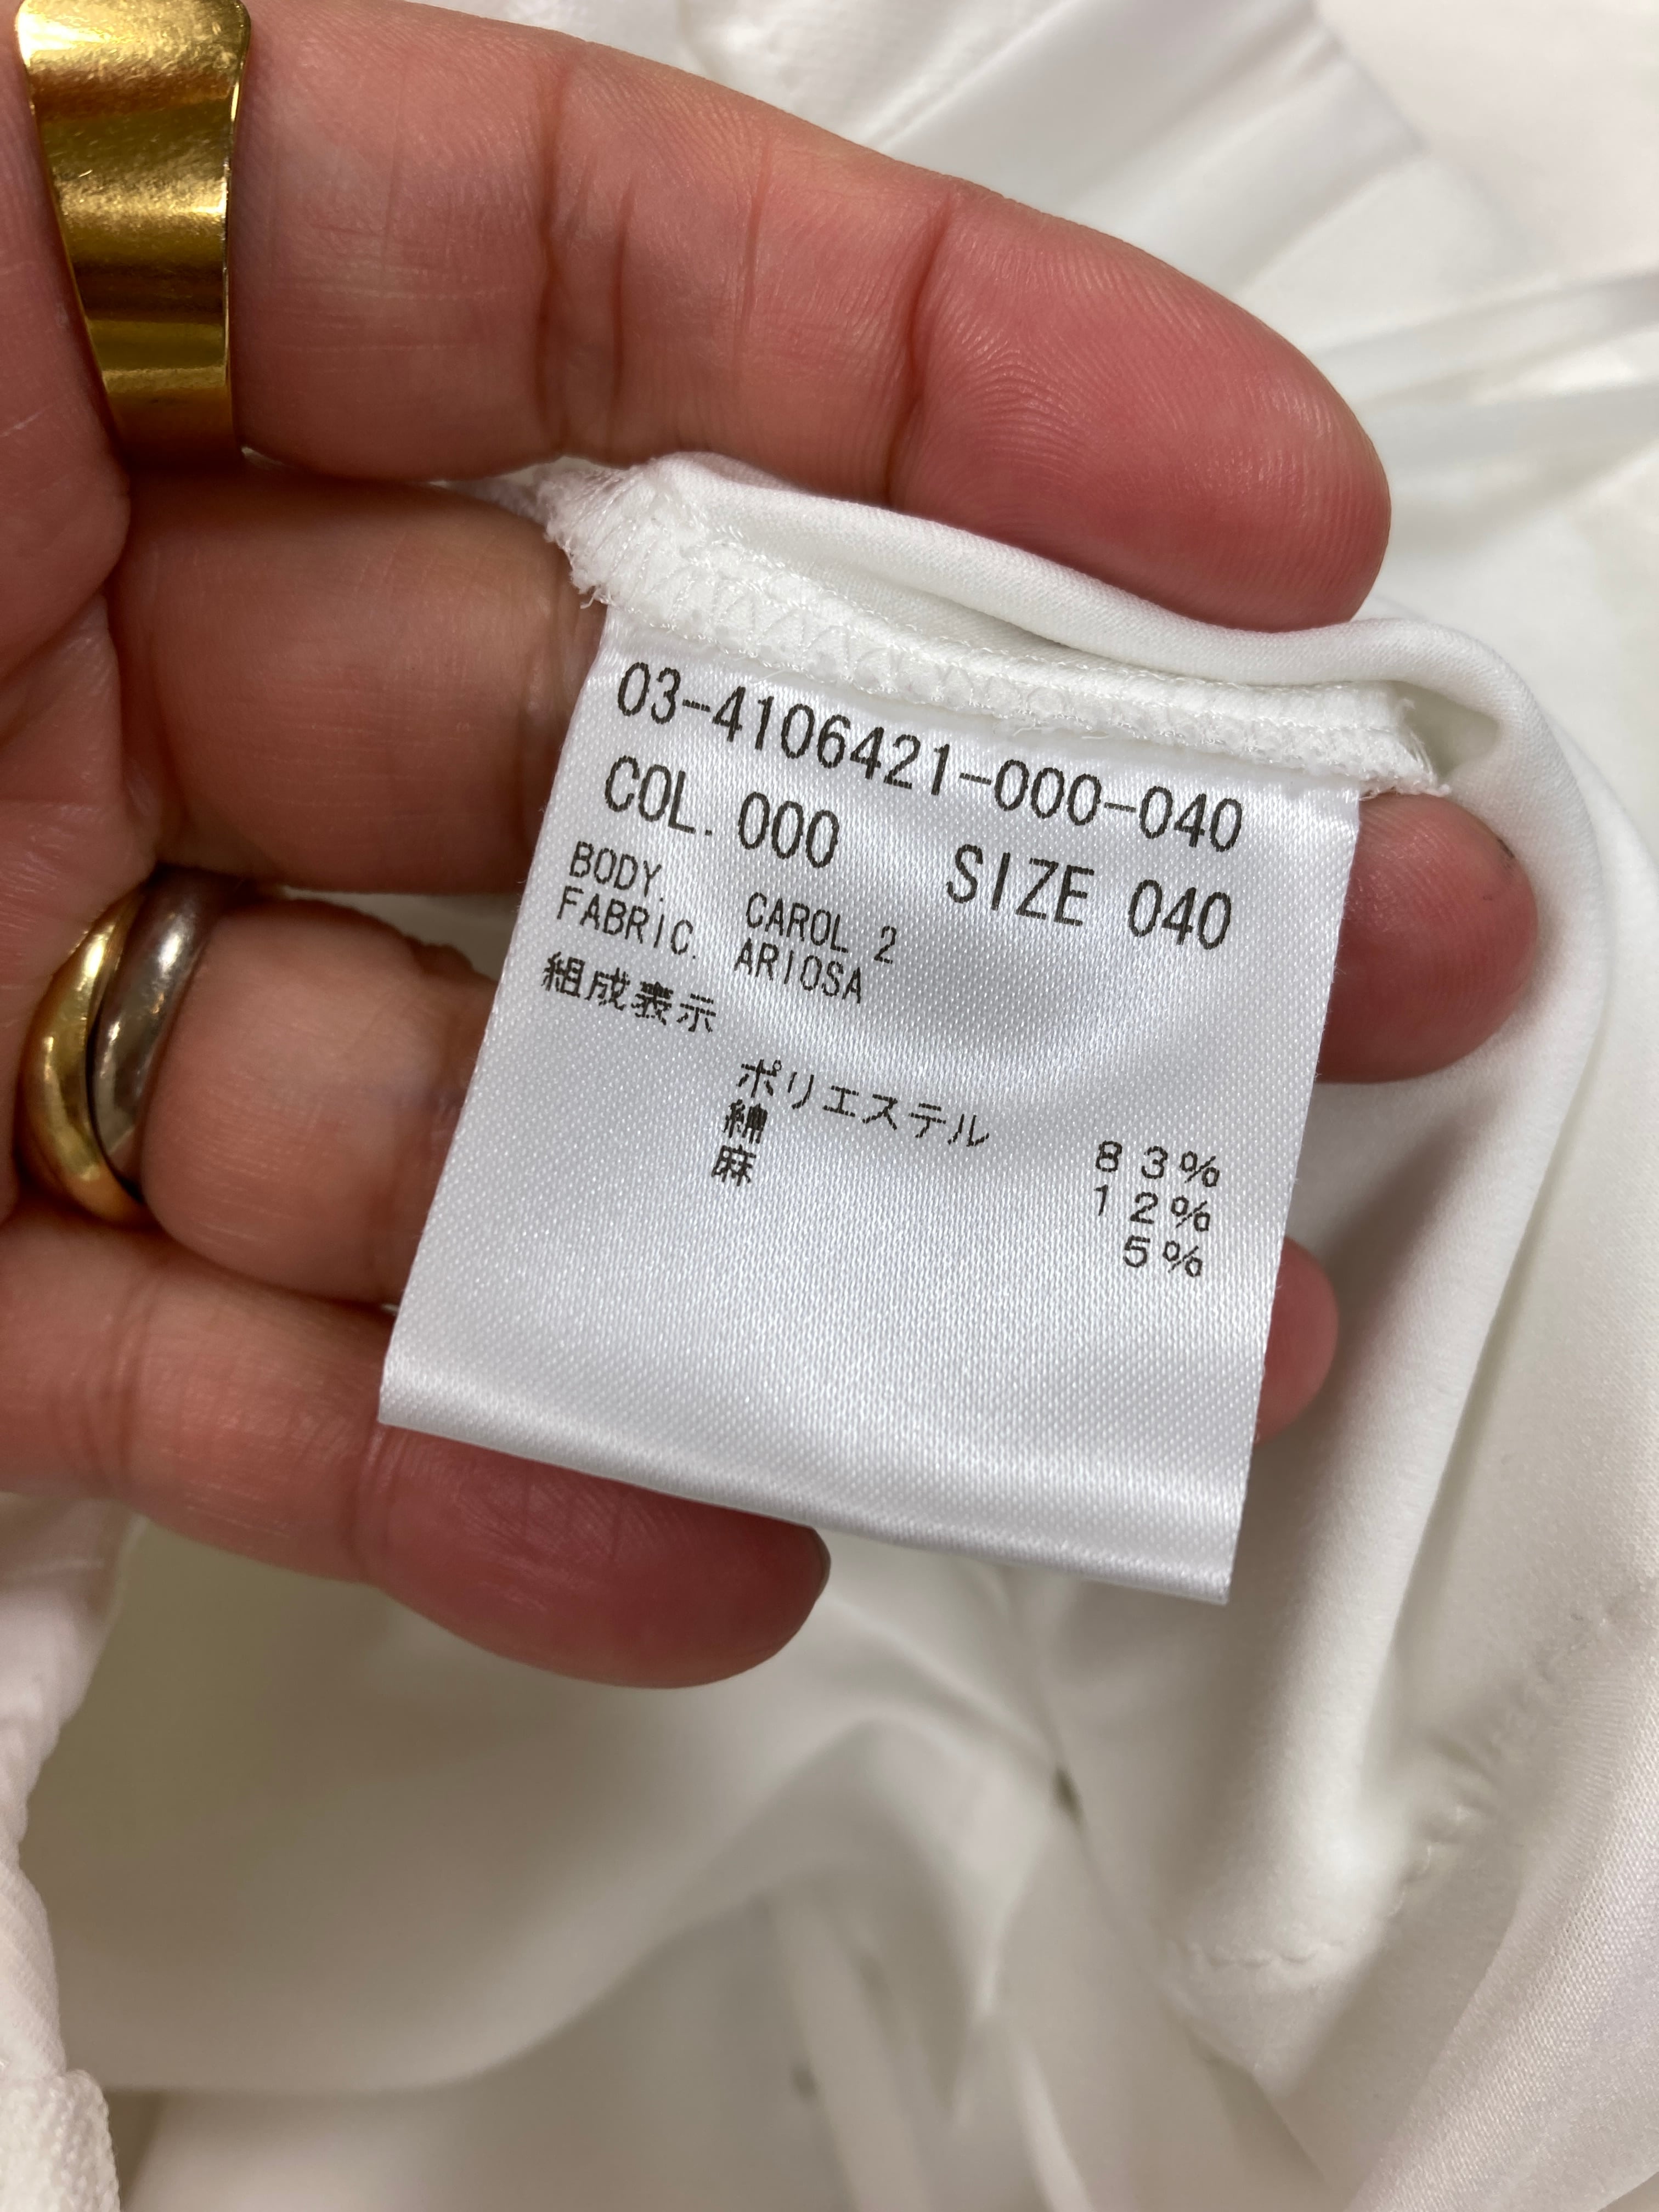 03-4106421-000-040
COL.000 SIZE 040
BODY. CAROL 2
FABRIC. ARIOSA
組成表示
ポリエステル 83%
綿 12%
麻 5%